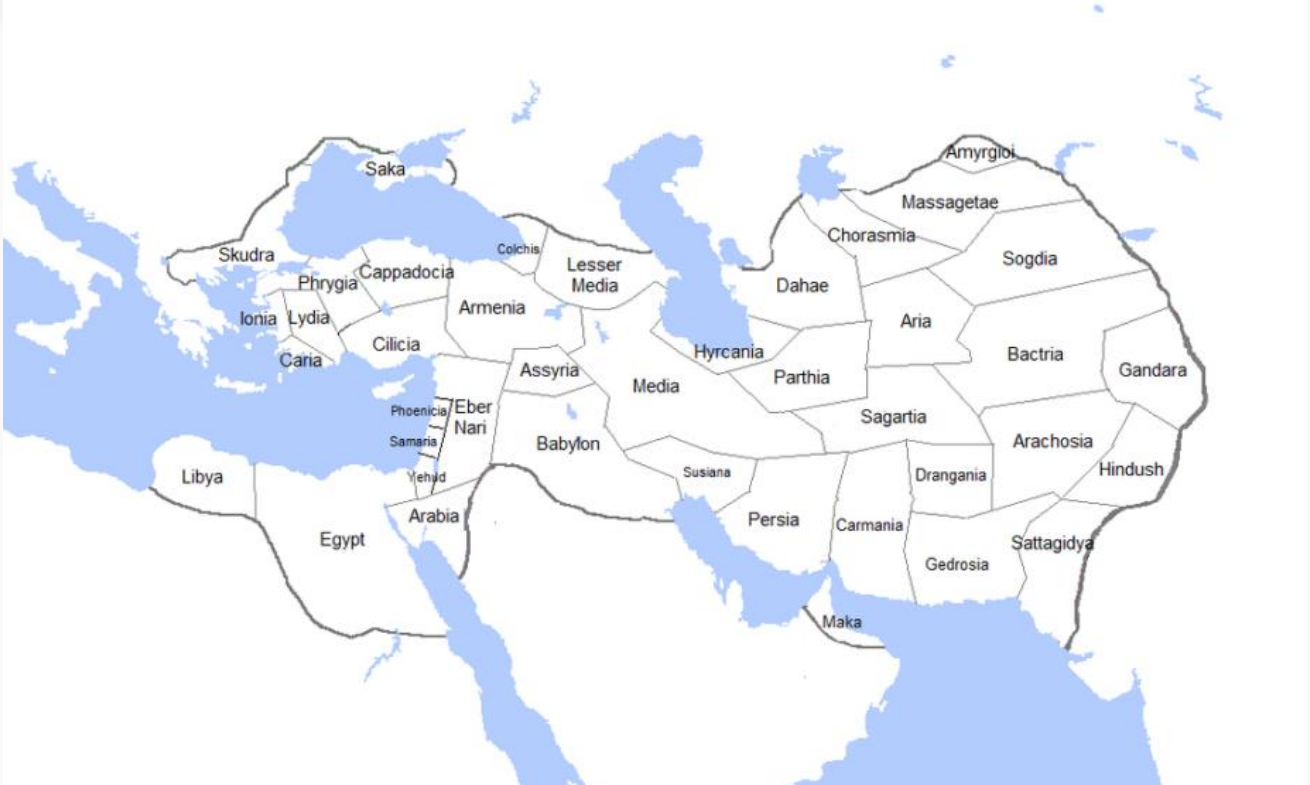 Amyrgioi
Saka
Massagetae
Chorasmia
Colchis
Skudra
Sogdia
Lesser
Media
Cappadocia
Phrygia
Dahae
Armenia
Ionia
Lydia
Aria
Cilicia
Hyrcania
Bactria
Caria
Assyria
Gandara
Parthia
Media
Phoenicia
Eber
Nari
Sagartia
Samaria
Babylon
Arachosia
Hindush
Libya
Yehud
Susiana
Drangania
Arabia
Persia
Carmania
Egypt
Sattagidya
Gedrosia
Maka